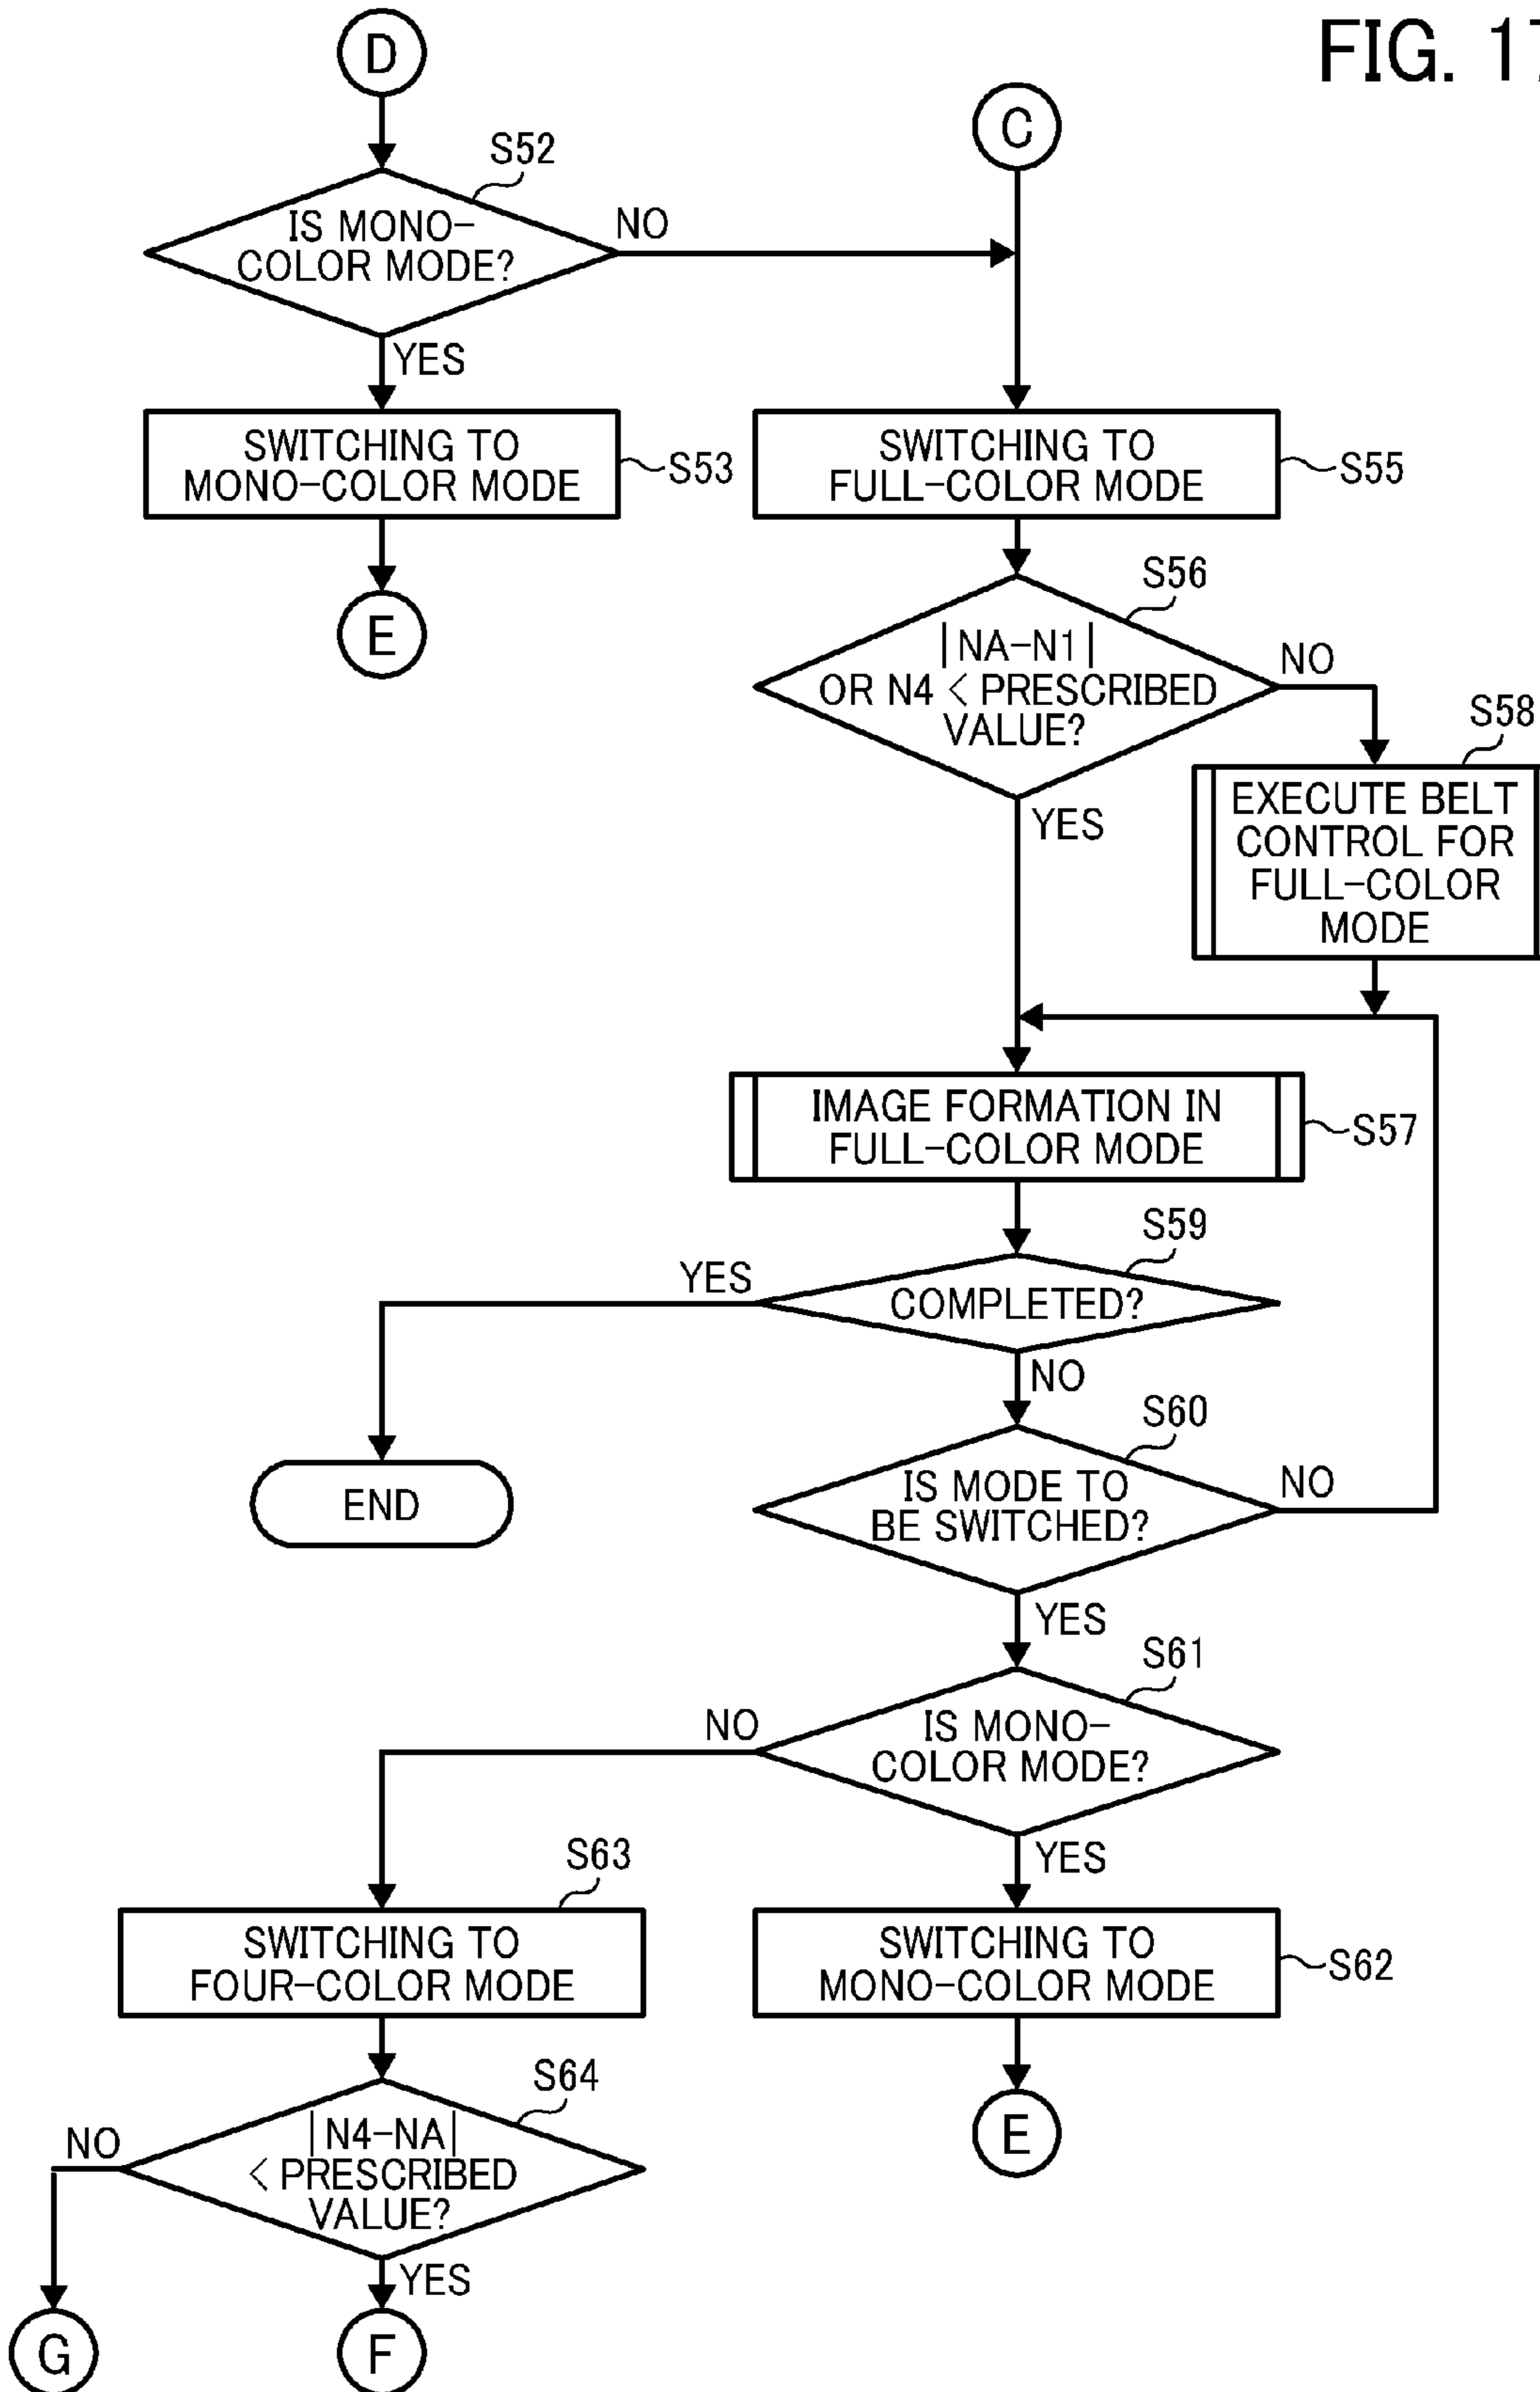 FIG. 17
D
C
S52
IS MONO-
COLOR MODE?
NO
YES
SWITCHING TO
MONO-COLOR MODE
S53
E
SWITCHING TO
FULL-COLOR MODE
S55
S56
|NA-N1|
OR N4 < PRESCRIBED
VALUE?
NO
YES
S58
EXECUTE BELT
CONTROL FOR
FULL-COLOR
MODE
IMAGE FORMATION IN
FULL-COLOR MODE
S57
S59
COMPLETED?
YES
NO
END
S60
IS MODE TO
BE SWITCHED?
NO
YES
S61
IS MONO-
COLOR MODE?
NO
YES
S63
SWITCHING TO
FOUR-COLOR MODE
SWITCHING TO
MONO-COLOR MODE
S62
E
S64
|N4-NA|
< PRESCRIBED
VALUE?
NO
YES
G
F